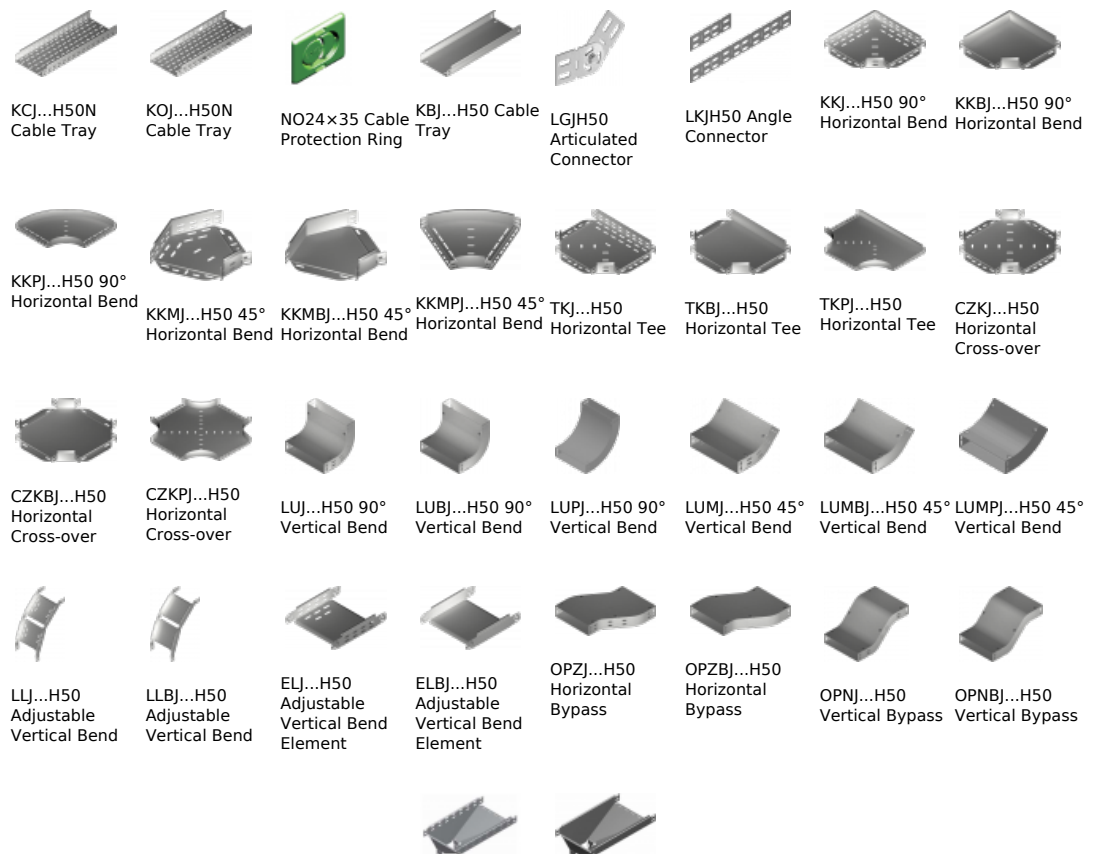 KCJ...H50N
Cable Tray
KOJ...H50N
Cable Tray
NO24×35 Cable
Protection Ring
KBJ...H50 Cable
Tray
LGJH50
Articulated
Connector
LKJH50 Angle
Connector
KKJ...H50 90°
Horizontal Bend
KKBJ...H50 90°
Horizontal Bend
KKPJ...H50 90°
Horizontal Bend
KKMJ...H50 45°
Horizontal Bend
KKMBJ...H50 45°
Horizontal Bend
KKMPJ...H50 45°
Horizontal Bend
TKJ...H50
Horizontal Tee
TKBJ...H50
Horizontal Tee
TKPJ...H50
Horizontal Tee
CZKJ...H50
Horizontal
Cross-over
CZKBJ...H50
Horizontal
Cross-over
CZKPJ...H50
Horizontal
Cross-over
LUJ...H50 90°
Vertical Bend
LUBJ...H50 90°
Vertical Bend
LUPJ...H50 90°
Vertical Bend
LUMJ...H50 45°
Vertical Bend
LUMBJ...H50 45°
Vertical Bend
LUMPJ...H50 45°
Vertical Bend
LLJ...H50
Adjustable
Vertical Bend
LLBJ...H50
Adjustable
Vertical Bend
ELJ...H50
Adjustable
Vertical Bend
Element
ELBJ...H50
Adjustable
Vertical Bend
Element
OPZJ...H50
Horizontal
Bypass
OPZBJ...H50
Horizontal
Bypass
OPNJ...H50
Vertical Bypass
OPNBJ...H50
Vertical Bypass